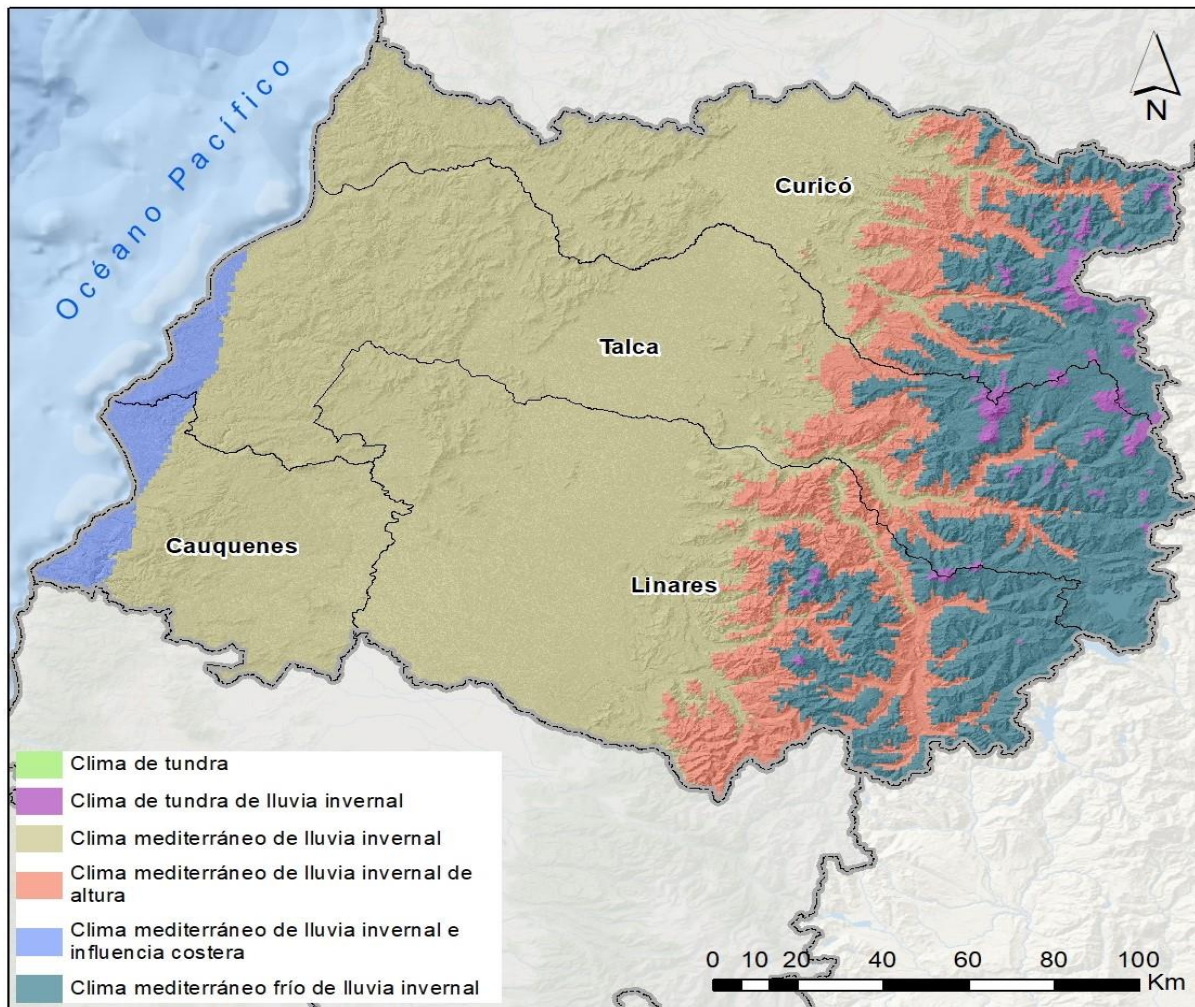 Océano Pacífico
N
Curicó
Talca
Cauquenes
Linares
Clima de tundra
Clima de tundra de lluvia invernal
Clima mediterráneo de lluvia invernal
Clima mediterráneo de lluvia invernal de
altura
Clima mediterráneo de lluvia invernal e
influencia costera
Clima mediterráneo frío de lluvia invernal
0 10 20 40 60 80 100
Km